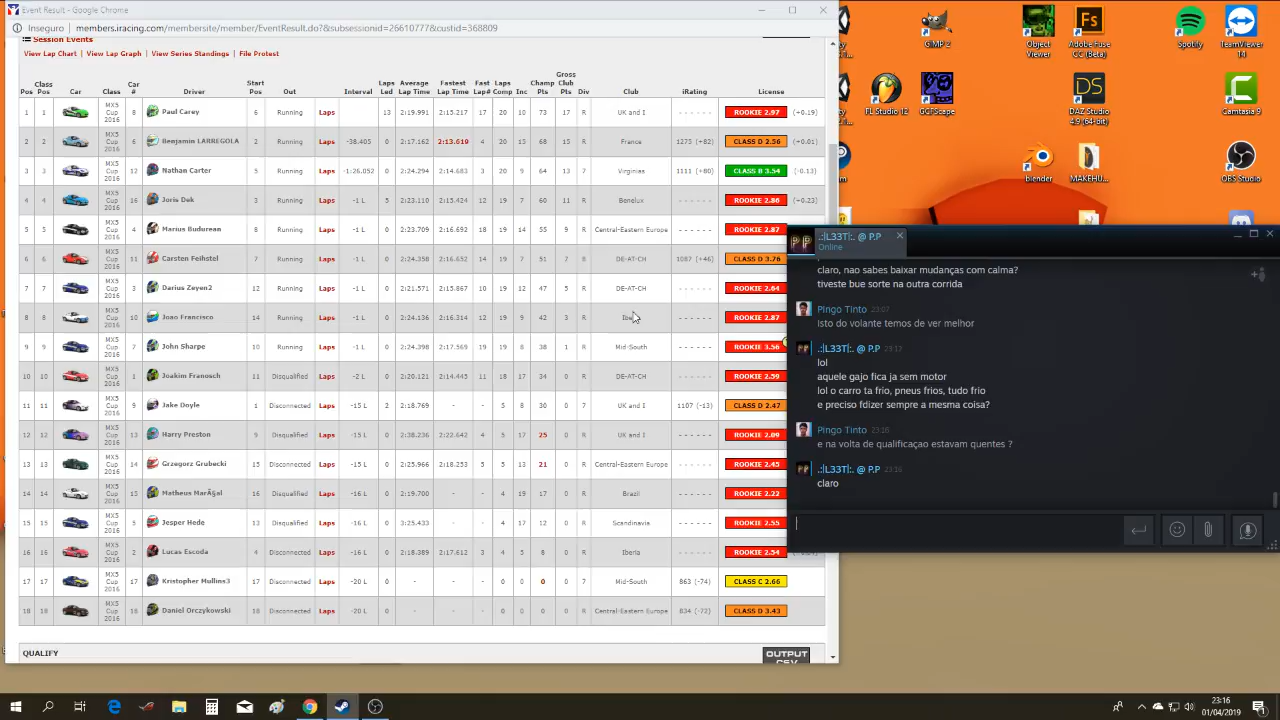 Event Result - Google Chrome
Inseguro | members.iracing.com/membersite/member/EventResult.do?&subsessionid=26610777&custid=368809
Session Events
View Lap Chart | View Lap Graph | View Series Standings | File Protest
Pos Class Pos Car Class Car # Driver Start Pos Out Interval Laps Led Average Lap Time Fastest Lap Time Fast Lap# Laps Comp Inc Champ Pts Gross Club Pts Div Club iRating License
1 1 MX5 Cup 2016 7 Paul Carey 6 Running Laps 13 2:19.991 2:15.217 17 20 10 R UK and I - - - - - - ROOKIE 2.97 (+0.19)
2 2 MX5 Cup 2016 6 Benjamin LARREGOLA 2 Running Laps -38.405 0 2:17.162 2:13.619 4 20 68 15 R France 1275 (+82) CLASS D 2.56 (+0.01)
3 3 MX5 Cup 2016 12 Nathan Carter Running Laps -1:26.052 0 2:24.294 2:14.683 3 20 9 64 13 7 Virginias 1111 (+80) CLASS B 3.54 (-0.13)
4 4 MX5 Cup 2016 16 Joris Dek 3 Running Laps -1 L 5 2:23.110 2:15.424 12 19 7 60 11 R Benelux - - - - - - ROOKIE 2.86 (+0.23)
5 5 MX5 Cup 2016 Marius Budurean 7 Running Laps -1 L 0 2:23.709 2:16.692 14 19 14 55 9 R Central-Eastern Europe - - - - - - ROOKIE 2.87
6 6 MX5 Cup 2016 Carsten Feihstel Running Laps -1 L 0 2:24.858 2:16.652 14 19 51 7 DE-AT-CH 1087 (+46) CLASS D 3.76
7 7 MX5 Cup 2016 Darius Zeyen2 Running Laps -1 L 0 2:21.571 2:15.867 10 19 12 5 R DE-AT-CH - - - - - - ROOKIE 2.64
8 8 MX5 Cup 2016 10 Joao Francisco 14 Running Laps -1 L 0 2:24.136 2:16.314 12 19 9 42 R - - - - - - ROOKIE 2.87
9 9 MX5 Cup 2016 John Sharpe 10 Running Laps -1 L 0 2:24.398 2:17.569 19 19 8 38 1 R Mid-South - - - - - - ROOKIE 3.56
10 10 MX5 Cup 2016 Joakim Franosch 11 Disqualified Laps 0 2:20.121 2:14.445 11 18 17 34 0 R DE-AT-CH - - - - - - ROOKIE 2.59
11 11 MX5 Cup 2016 Jake Doyle 1 Disconnected Laps -15 L 2 2:18.769 5 8 30 0 UK and I 1107 (-13) CLASS D 2.47
12 12 MX5 Cup 2016 13 Harry Preston 9 Disqualified Laps -15 L 0 2:38.236 2:22.642 4 5 17 25 0 R UK and I - - - - - - ROOKIE 2.09
13 13 MX5 Cup 2016 14 Grzegorz Grubecki 15 Disconnected Laps -15 L 0 2:25.966 2:18.253 5 5 13 21 0 R Central-Eastern Europe - - - - - - ROOKIE 2.45
14 14 MX5 Cup 2016 15 Matheus MarÃ§al 16 Disqualified Laps -16 L 0 2:19.700 - - 4 19 17 0 R Brazil - - - - - - ROOKIE 2.22
15 15 MX5 Cup 2016 Jesper Hede 13 Disqualified Laps -16 L 0 3:25.433 - - 4 17 0 R Scandinavia - - - - - - ROOKIE 2.55
16 16 MX5 Cup 2016 2 Lucas Escoda 4 Disconnected Laps -16 L 0 2:18.389 2:17.612 3 4 5 0 R Iberia - - - - - - ROOKIE 2.54
17 17 MX5 Cup 2016 17 Kristopher Mullins3 17 Disconnected Laps -20 L 0 - - - 0 0 0 0 Mid-South 863 (-74) CLASS C 2.66
18 18 MX5 Cup 2016 18 Daniel Orczykowski 18 Disconnected Laps -20 L 0 - - - 0 0 0 0 Central-Eastern Europe 834 (-72) CLASS D 3.43
QUALIFY
OUTPUT CSV
GIMP 2
Object Viewer
Adobe Fuse CC (Beta)
Spotify
TeamViewer 14
FL Studio 12
GCFScape
DAZ Studio 4.9 (64-bit)
Camtasia 9
blender
MAKEHU...
OBS Studio
.:|L33T|:. @ P.P
Online
claro, nao sabes baixar mudanças com calma?
tiveste bue sorte na outra corrida
Pingo Tinto 23:07
Isto do volante temos de ver melhor
.:|L33T|:. @ P.P 23:13
lol
aquele gajo fica ja sem motor
lol o carro ta frio, pneus frios, tudo frio
e preciso fdizer sempre a mesma coisa?
Pingo Tinto 23:16
e na volta de qualificaçao estavam quentes ?
.:|L33T|:. @ P.P 23:16
claro
23:16
01/04/2019